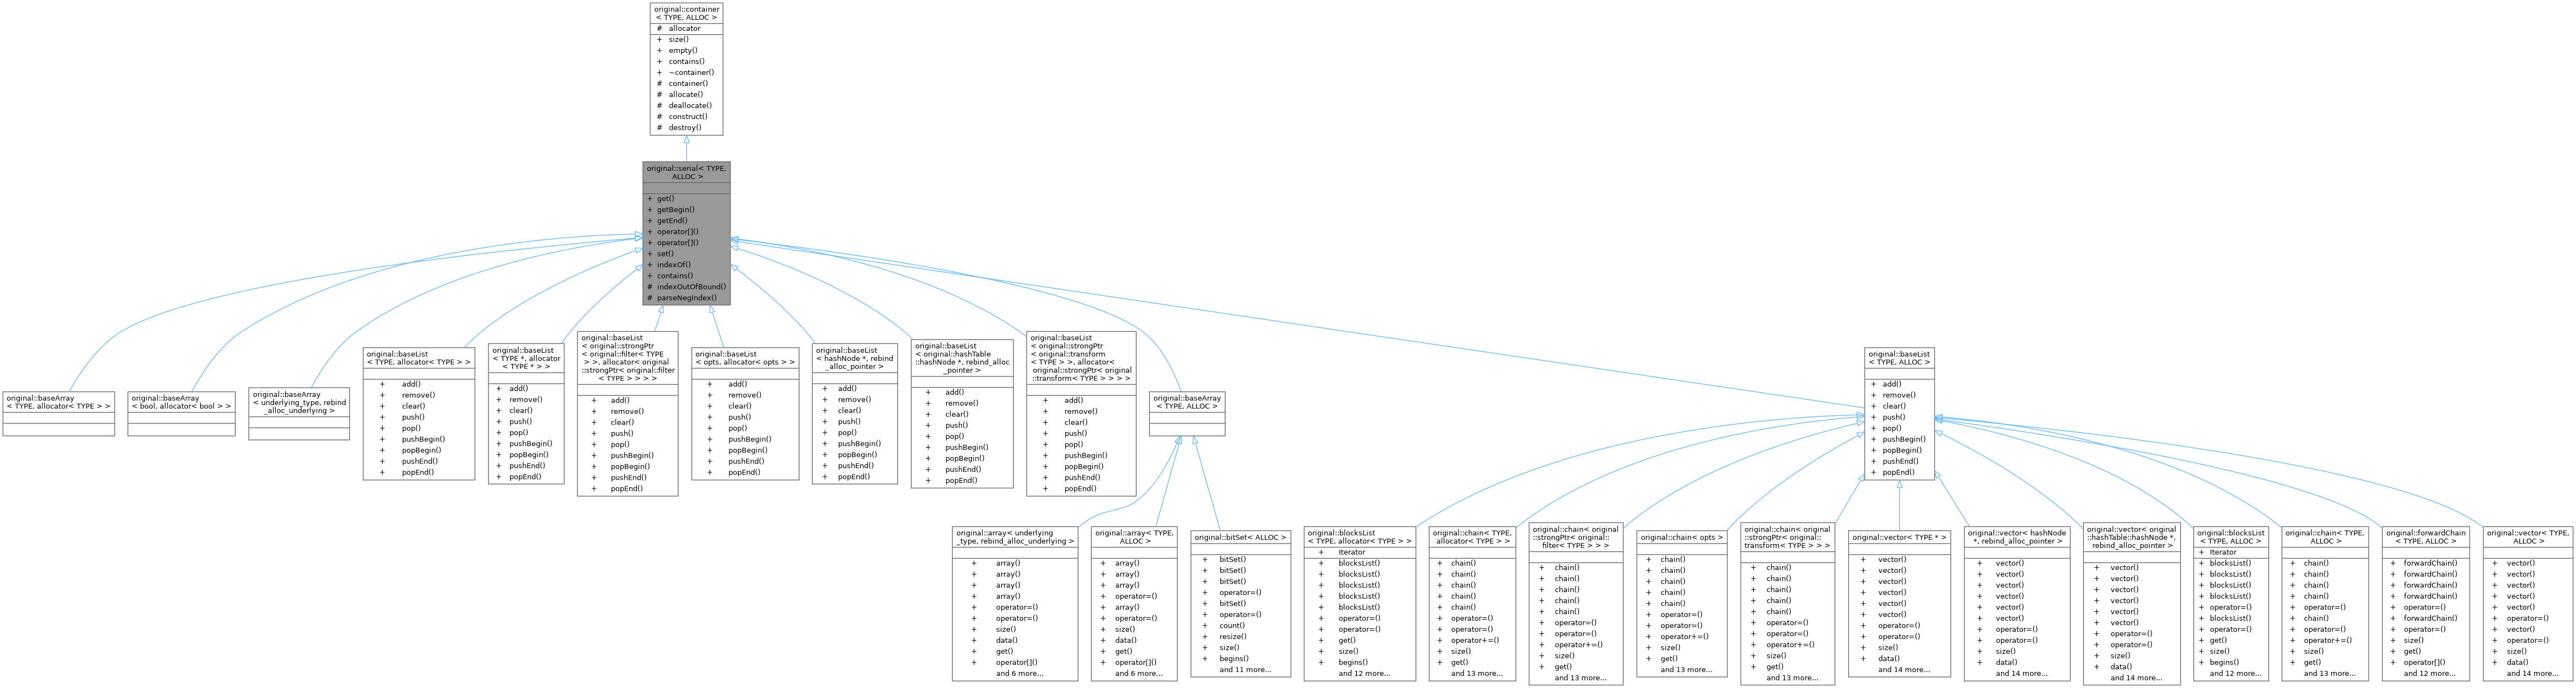 original::container
< TYPE, ALLOC >
# allocator
+ size()
+ empty()
+ contains()
+ ~container()
# container()
# allocate()
# deallocate()
# construct()
# destroy()
original::serial< TYPE,
ALLOC >
+ get()
+ getBegin()
+ getEnd()
+ operator[]()
+ operator[]()
+ set()
+ indexOf()
+ contains()
# indexOutOfBound()
# parseNegIndex()
original::baseArray
< TYPE, allocator< TYPE > >
original::baseArray
< bool, allocator< bool > >
original::baseArray
< underlying_type, rebind
_alloc_underlying >
original::baseList
< TYPE, allocator< TYPE > >
+ add()
+ remove()
+ clear()
+ push()
+ pop()
+ pushBegin()
+ popBegin()
+ pushEnd()
+ popEnd()
original::baseList
< TYPE *, allocator
< TYPE * > >
+ add()
+ remove()
+ clear()
+ push()
+ pop()
+ pushBegin()
+ popBegin()
+ pushEnd()
+ popEnd()
original::baseList
< original::strongPtr
< original::filter< TYPE
> >, allocator< original
::strongPtr< original::filter
< TYPE > > > >
+ add()
+ remove()
+ clear()
+ push()
+ pop()
+ pushBegin()
+ popBegin()
+ pushEnd()
+ popEnd()
original::baseList
< opts, allocator< opts > >
+ add()
+ remove()
+ clear()
+ push()
+ pop()
+ pushBegin()
+ popBegin()
+ pushEnd()
+ popEnd()
original::baseList
< hashNode *, rebind
_alloc_pointer >
+ add()
+ remove()
+ clear()
+ push()
+ pop()
+ pushBegin()
+ popBegin()
+ pushEnd()
+ popEnd()
original::baseList
< original::hashTable
::hashNode *, rebind_alloc
_pointer >
+ add()
+ remove()
+ clear()
+ push()
+ pop()
+ pushBegin()
+ popBegin()
+ pushEnd()
+ popEnd()
original::baseList
< original::strongPtr
< original::transform
< TYPE > >, allocator<
original::strongPtr< original
::transform< TYPE > > > >
+ add()
+ remove()
+ clear()
+ push()
+ pop()
+ pushBegin()
+ popBegin()
+ pushEnd()
+ popEnd()
original::baseArray
< TYPE, ALLOC >
original::baseList
< TYPE, ALLOC >
+ add()
+ remove()
+ clear()
+ push()
+ pop()
+ pushBegin()
+ popBegin()
+ pushEnd()
+ popEnd()
original::array< underlying
_type, rebind_alloc_underlying >
+ array()
+ array()
+ array()
+ array()
+ operator=()
+ operator=()
+ size()
+ data()
+ get()
+ operator[]()
and 6 more...
original::array< TYPE,
ALLOC >
+ array()
+ array()
+ array()
+ operator=()
+ array()
+ operator=()
+ size()
+ data()
+ get()
+ operator[]()
and 6 more...
original::bitSet< ALLOC >
+ bitSet()
+ bitSet()
+ bitSet()
+ operator=()
+ bitSet()
+ operator=()
+ count()
+ resize()
+ size()
+ begins()
and 11 more...
original::blocksList
< TYPE, allocator< TYPE > >
+ Iterator
+ blocksList()
+ blocksList()
+ blocksList()
+ blocksList()
+ blocksList()
+ operator=()
+ operator=()
+ get()
+ size()
+ begins()
and 12 more...
original::chain< TYPE,
allocator< TYPE > >
+ chain()
+ chain()
+ chain()
+ chain()
+ chain()
+ operator=()
+ operator=()
+ operator+=()
+ size()
+ get()
and 13 more...
original::chain< original
::strongPtr< original::
filter< TYPE > > >
+ chain()
+ chain()
+ chain()
+ chain()
+ chain()
+ operator=()
+ operator=()
+ operator+=()
+ size()
+ get()
and 13 more...
original::chain< opts >
+ chain()
+ chain()
+ chain()
+ chain()
+ chain()
+ operator=()
+ operator=()
+ operator+=()
+ size()
+ get()
and 13 more...
original::chain< original
::strongPtr< original::
transform< TYPE > > >
+ chain()
+ chain()
+ chain()
+ chain()
+ chain()
+ operator=()
+ operator=()
+ operator+=()
+ size()
+ get()
and 13 more...
original::vector< TYPE * >
+ vector()
+ vector()
+ vector()
+ vector()
+ vector()
+ vector()
+ operator=()
+ operator=()
+ size()
+ data()
and 14 more...
original::vector< hashNode
*, rebind_alloc_pointer >
+ vector()
+ vector()
+ vector()
+ vector()
+ vector()
+ vector()
+ operator=()
+ operator=()
+ size()
+ data()
and 14 more...
original::vector< original
::hashTable::hashNode *,
rebind_alloc_pointer >
+ vector()
+ vector()
+ vector()
+ vector()
+ vector()
+ vector()
+ operator=()
+ operator=()
+ size()
+ data()
and 14 more...
original::blocksList
< TYPE, ALLOC >
+ Iterator
+ blocksList()
+ blocksList()
+ blocksList()
+ blocksList()
+ operator=()
+ blocksList()
+ operator=()
+ get()
+ size()
+ begins()
and 12 more...
original::chain< TYPE,
ALLOC >
+ chain()
+ chain()
+ chain()
+ chain()
+ operator=()
+ chain()
+ operator=()
+ operator+=()
+ size()
+ get()
and 13 more...
original::forwardChain
< TYPE, ALLOC >
+ forwardChain()
+ forwardChain()
+ forwardChain()
+ forwardChain()
+ operator=()
+ forwardChain()
+ operator=()
+ size()
+ get()
+ operator[]()
and 12 more...
original::vector< TYPE,
ALLOC >
+ vector()
+ vector()
+ vector()
+ vector()
+ vector()
+ operator=()
+ vector()
+ operator=()
+ size()
+ data()
and 14 more...